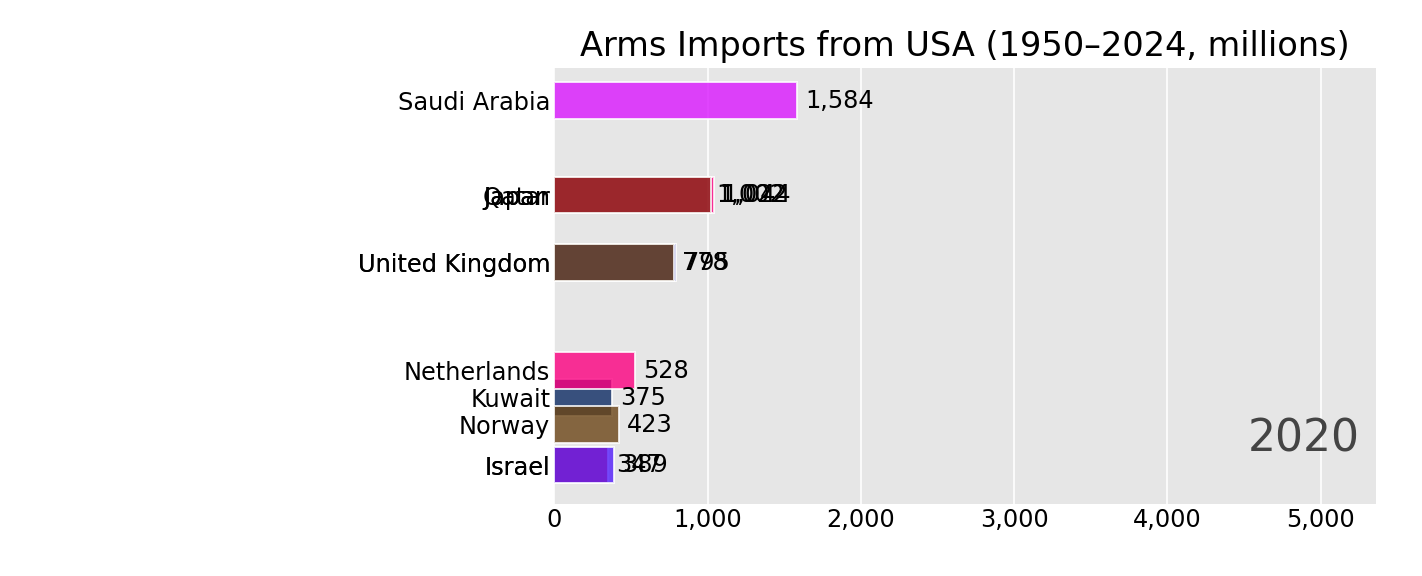 Arms Imports from USA (1950–2024, millions)
Saudi Arabia 1,584
United Kingdom
Netherlands 528
Kuwait 375
Norway 423
Israel
2020
0 1,000 2,000 3,000 4,000 5,000